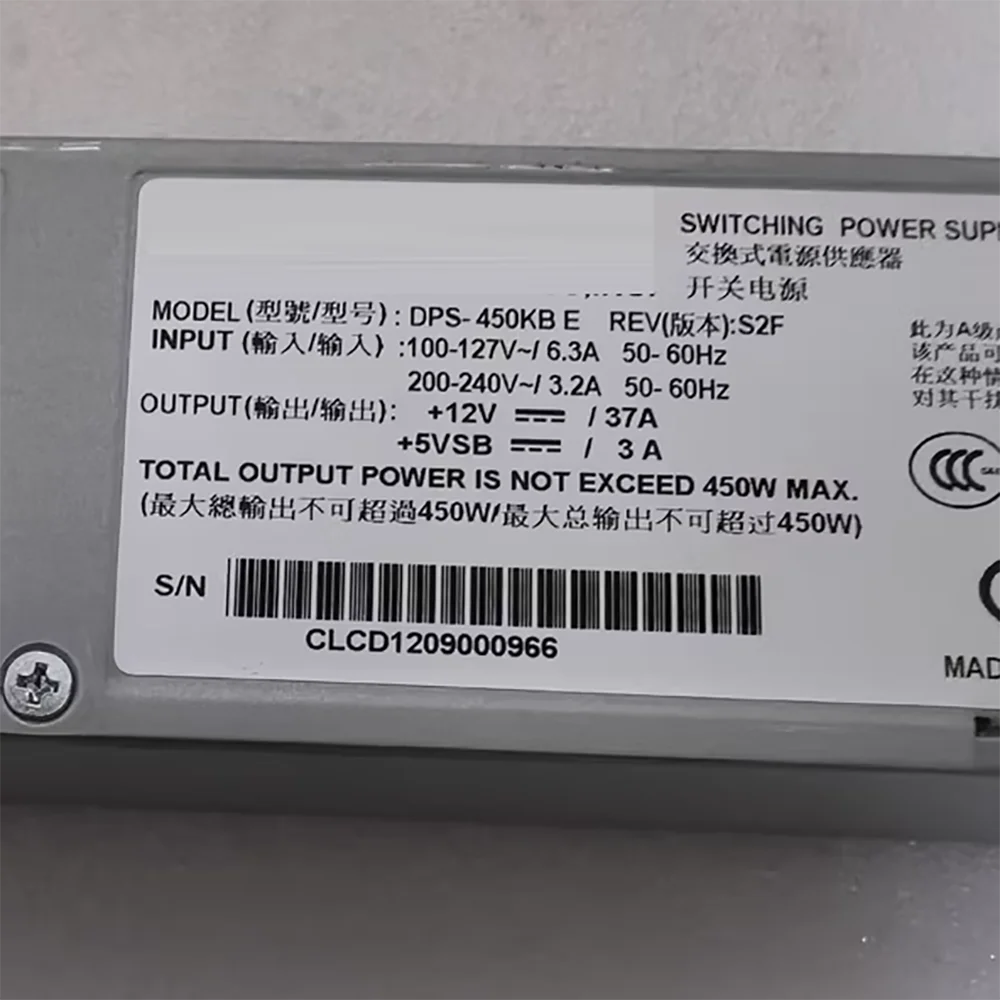 SWITCHING POWER SUP
交換式電源供應器
开关电源
MODEL (型號/型号) : DPS- 450KB E REV(版本):S2F
INPUT (輸入/输入) :100-127V~/ 6.3A 50- 60Hz
200-240V~/ 3.2A 50- 60Hz
OUTPUT(輸出/输出): +12V / 37A
+5VSB / 3 A
TOTAL OUTPUT POWER IS NOT EXCEED 450W MAX.
(最大總輸出不可超過450W/最大总输出不可超过450W)
S/N
CLCD1209000966
此为A级
该产品可
在这种情
对其干扰
CCC
MAD